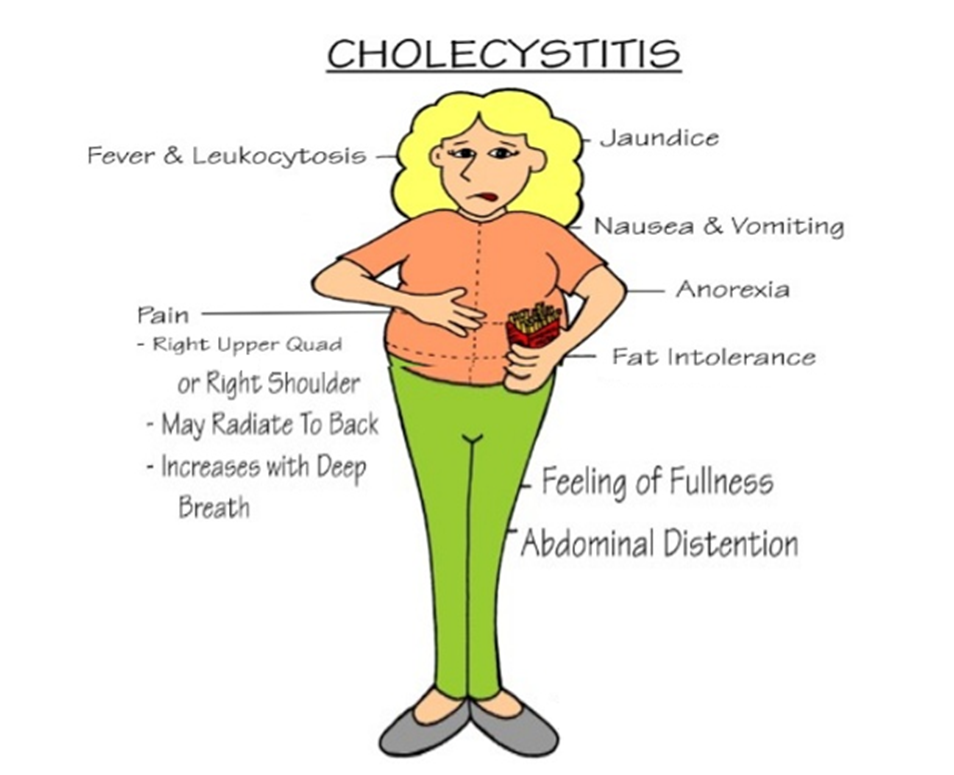 CHOLECYSTITIS
Fever & Leukocytosis
Jaundice
Nausea & Vomiting
Anorexia
Pain
- Right Upper Quad
or Right Shoulder
- May Radiate To Back
- Increases with Deep
Breath
Fat Intolerance
Feeling of Fullness
Abdominal Distention